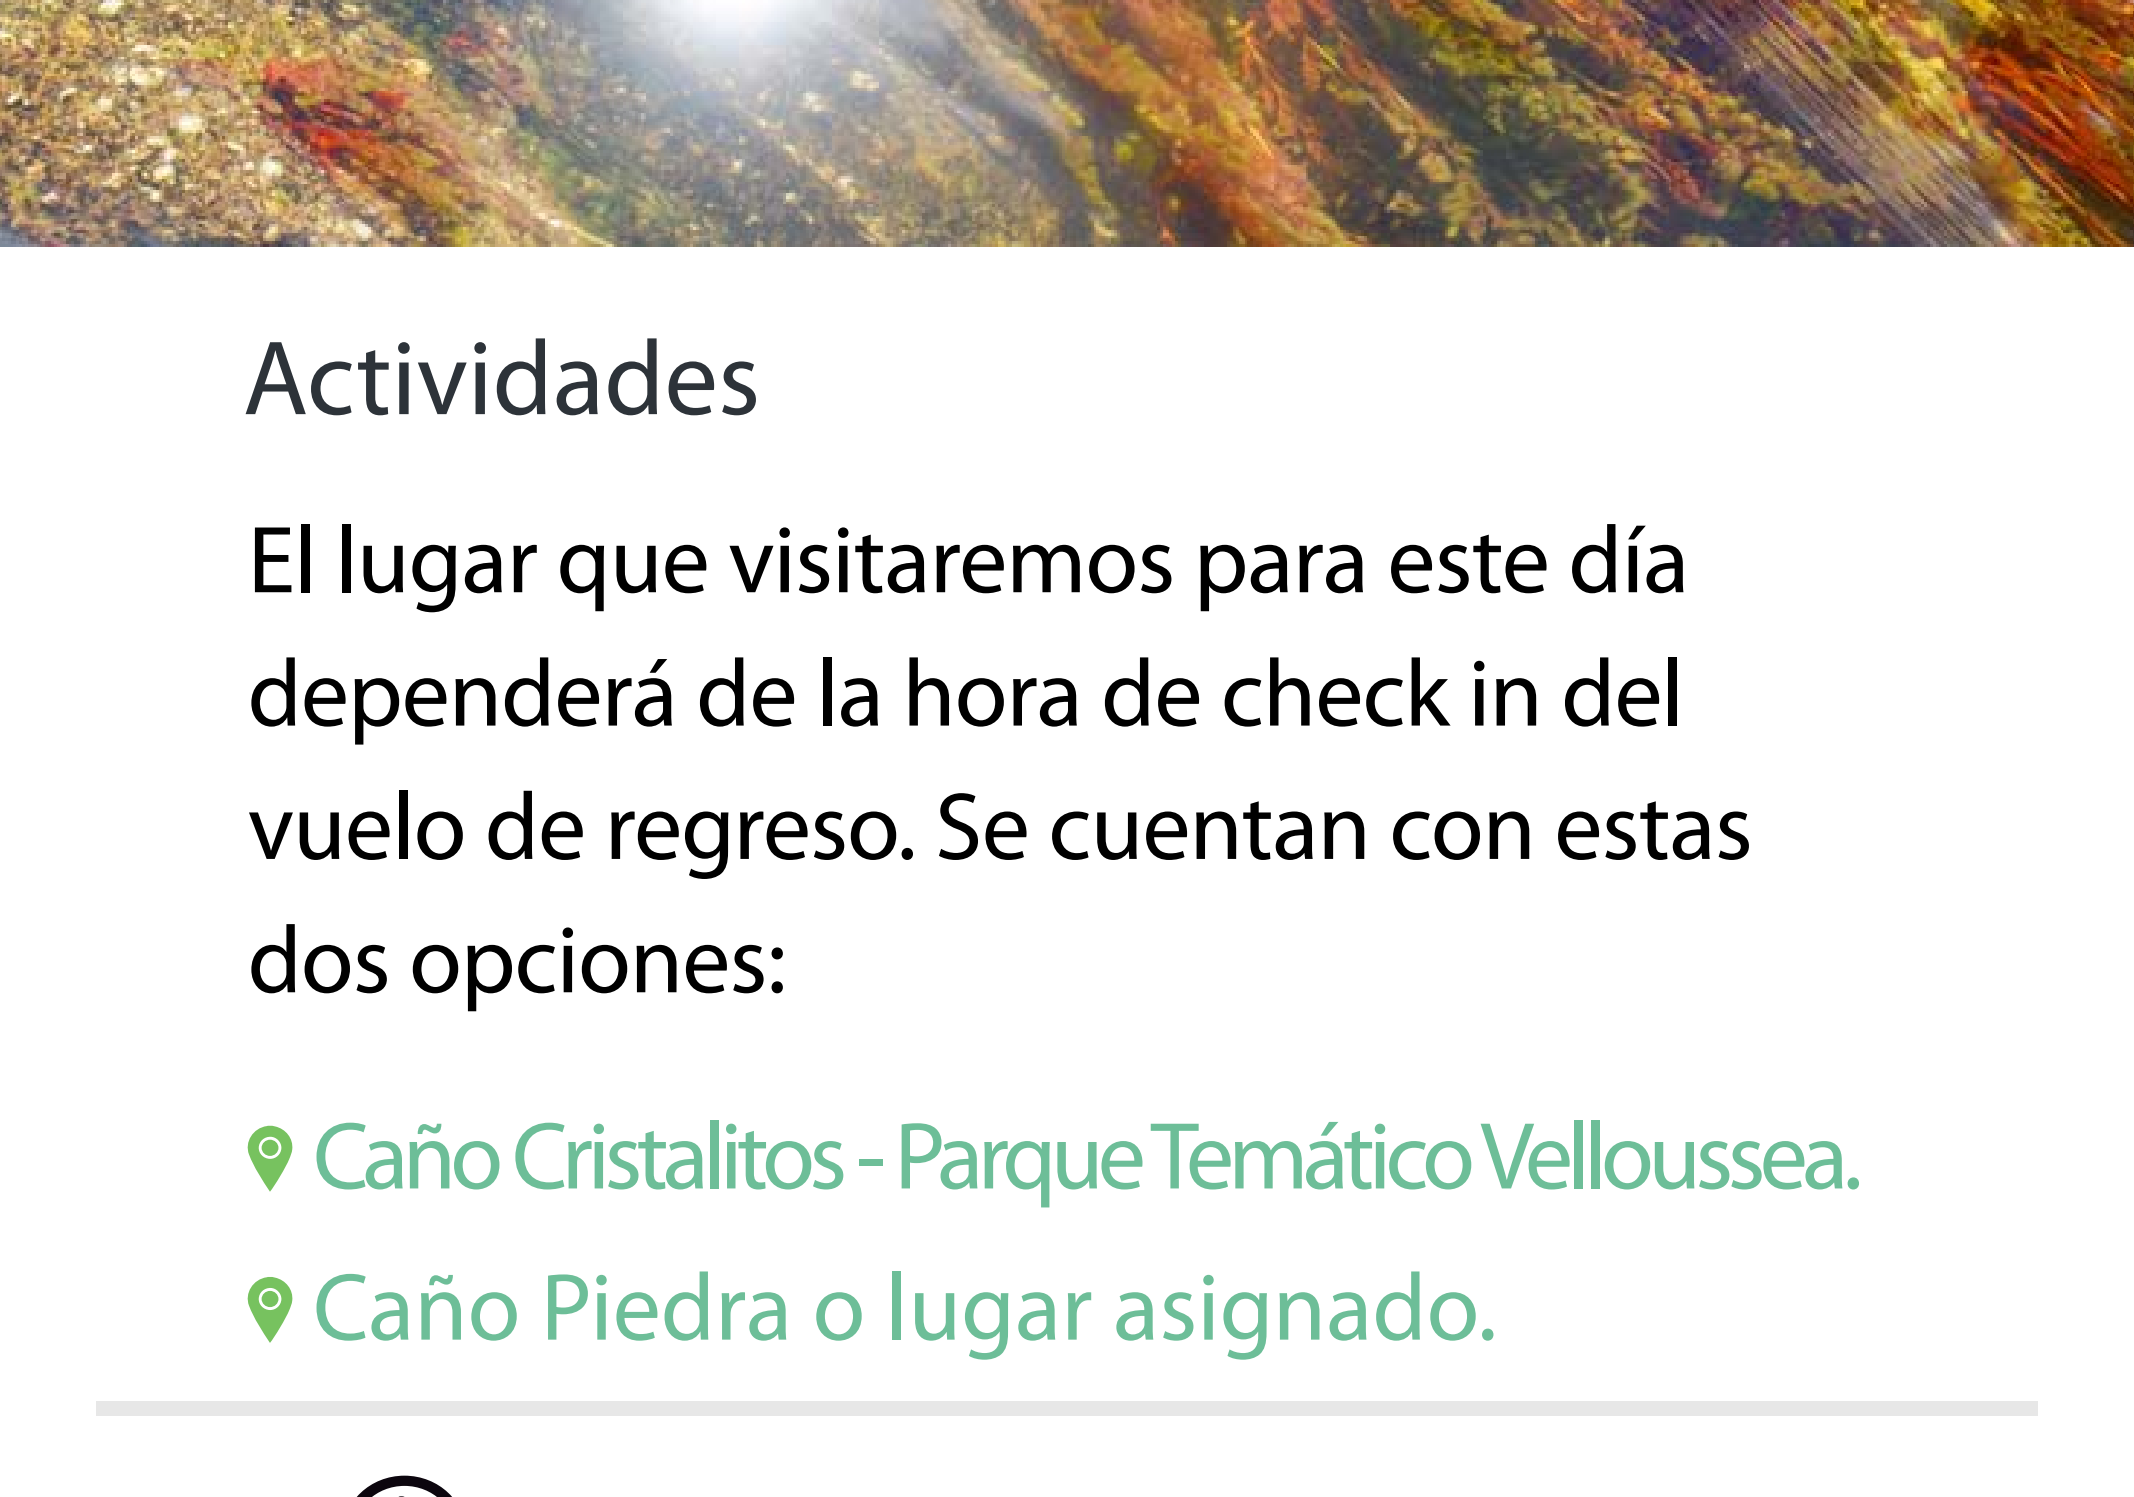 Actividades
El lugar que visitaremos para este día
dependerá de la hora de check in del
vuelo de regreso. Se cuentan con estas
dos opciones:
Caño Cristalitos - Parque Temático Velloussea.
Caño Piedra o lugar asignado.